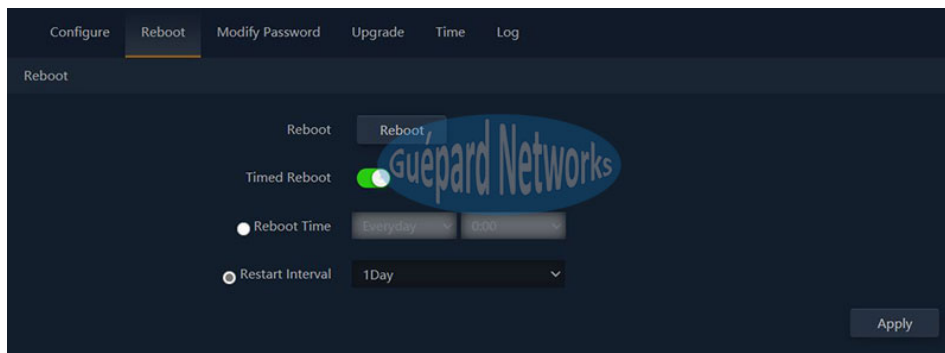 Configure Reboot Modify Password Upgrade Time Log
Reboot
Reboot Reboot
Timed Reboot
Reboot Time Everyday 0:00
Restart Interval 1Day
Apply
Guépard Networks